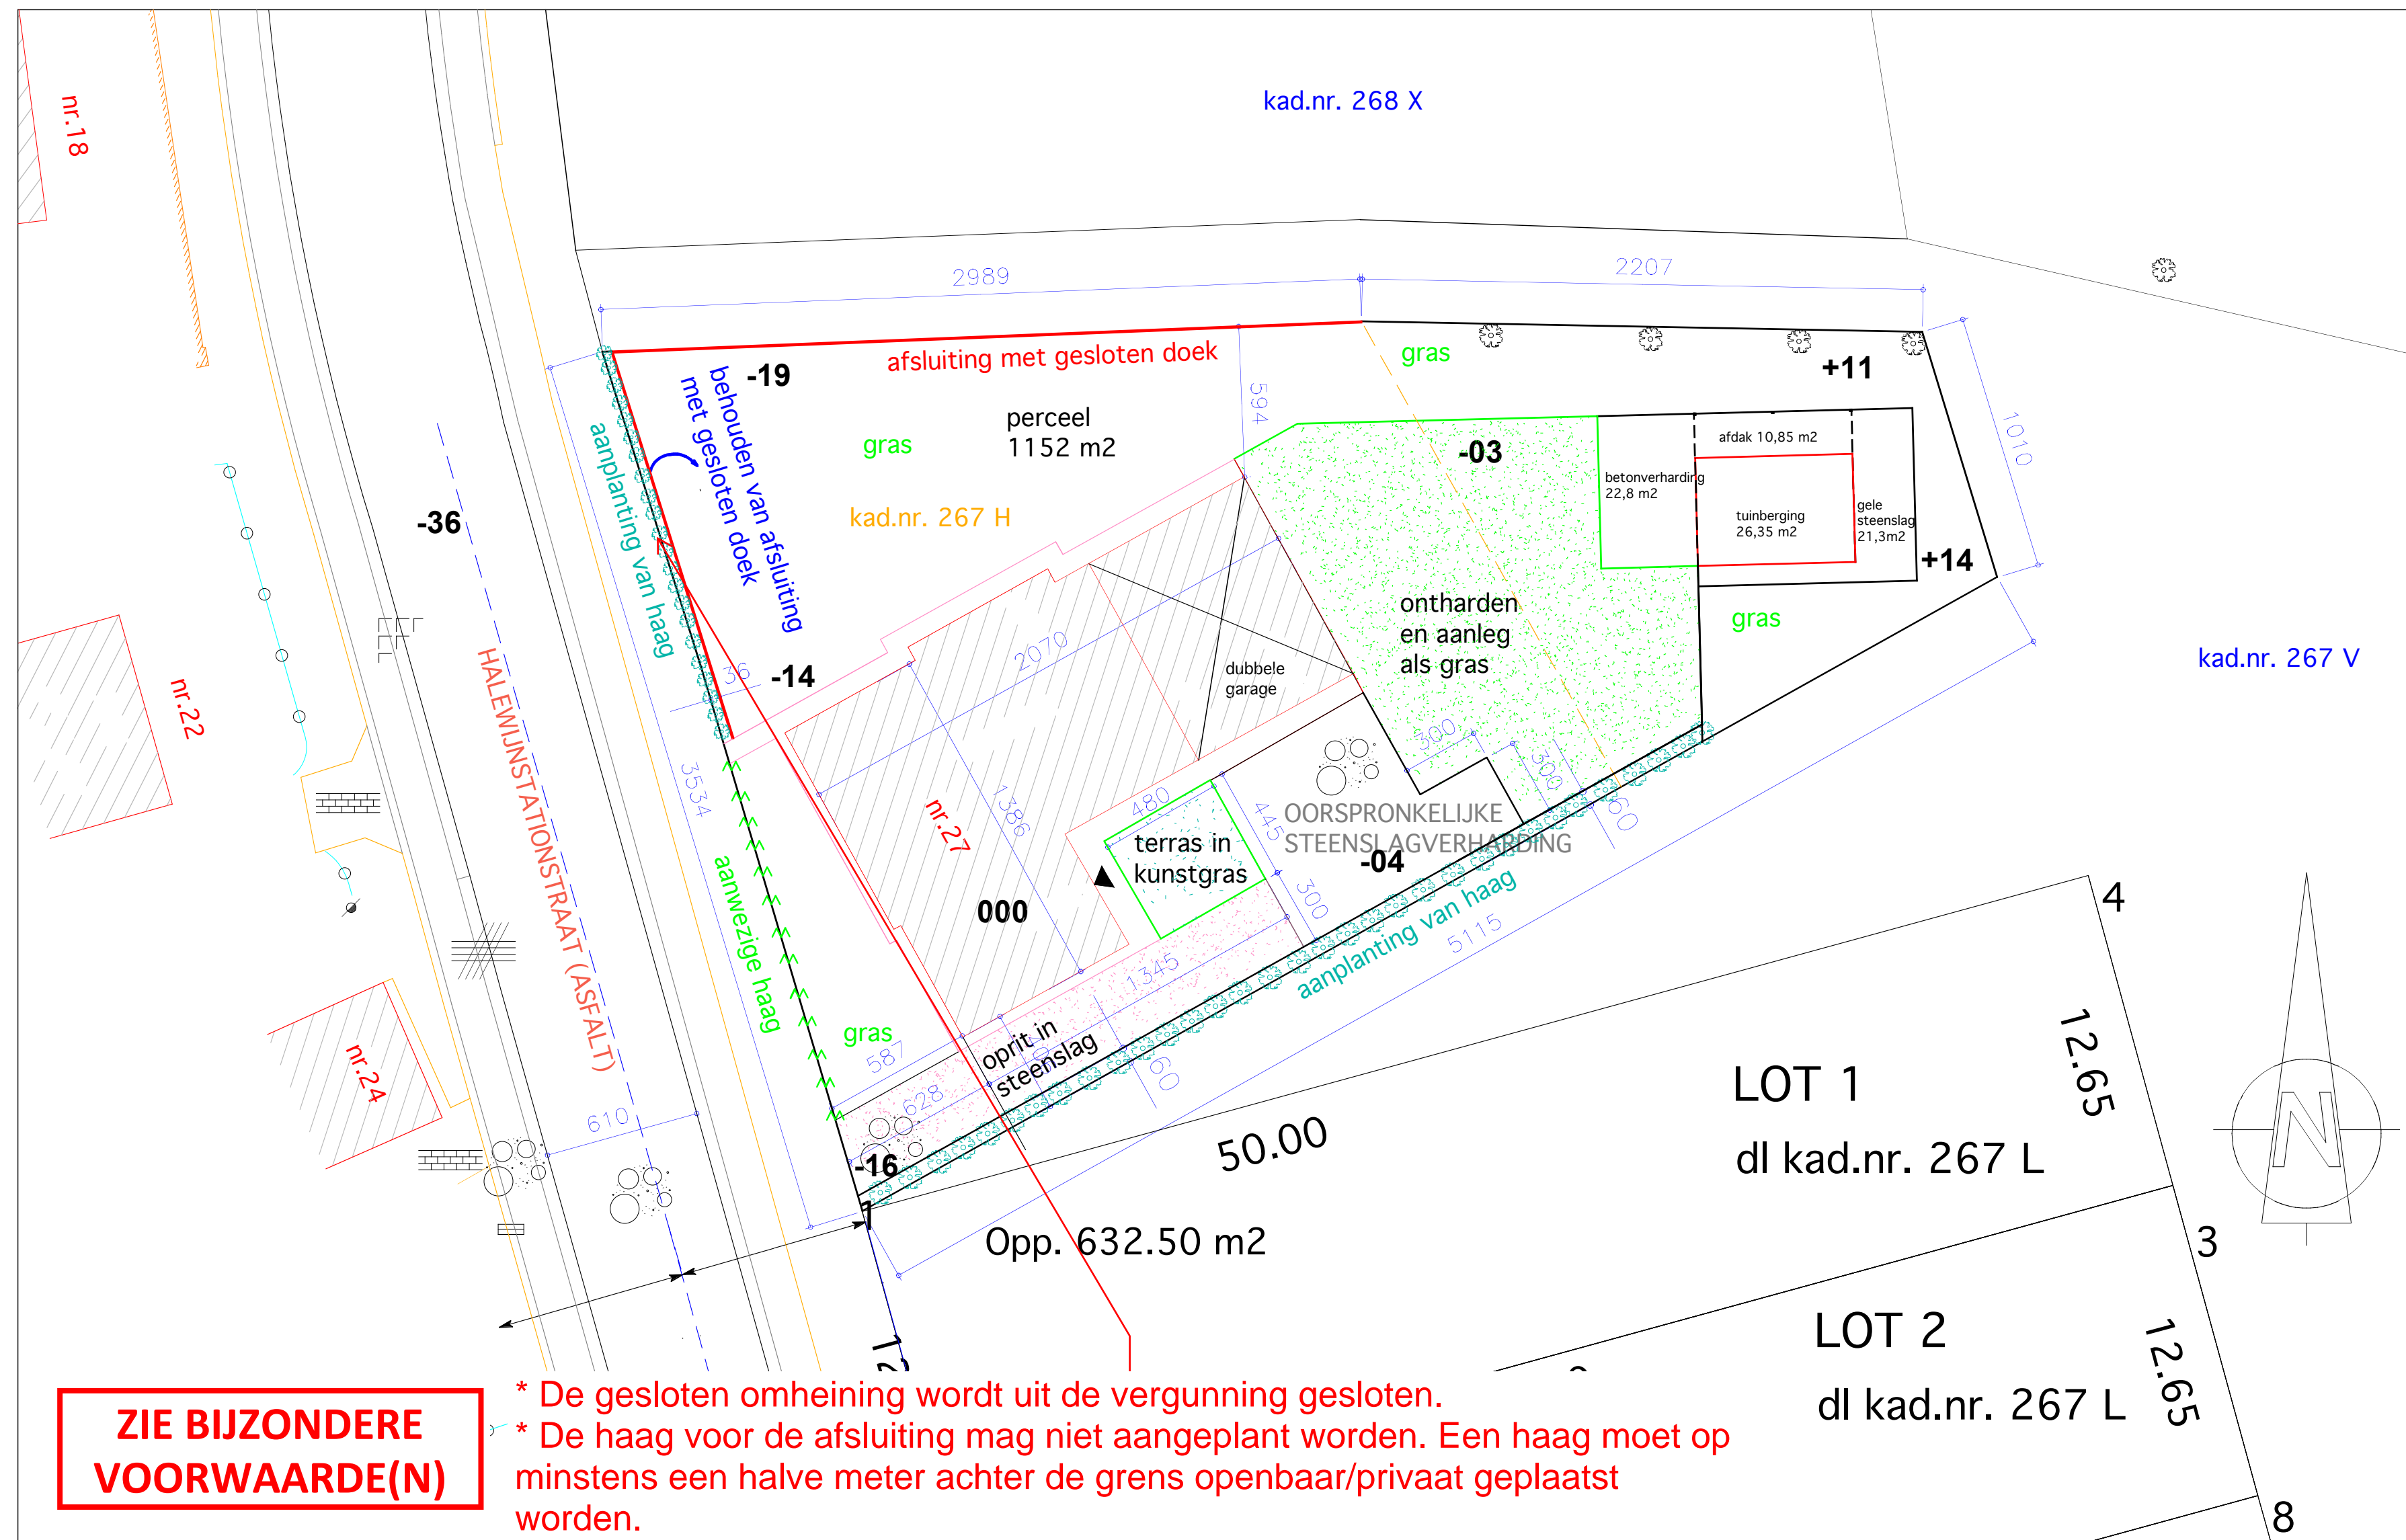 nr.18
kad.nr. 268 X
2989
2207
afsluiting met gesloten doek
gras
+11
-19
behouden van afsluiting
met gesloten doek
594
perceel
1152 m2
gras
-03
afdak 10,85 m2
1010
aanplanting van haag
betonverharding
22,8 m2
tuinberging
26,35 m2
gele
steenslag
21,3m2
kad.nr. 267 H
-36
+14
ontharden
en aanleg
als gras
gras
kad.nr. 267 V
2070
dubbele
garage
36
-14
nr.22
HALEWIJNSTATIONSTRAAT (ASFALT)
3534
300
300
60
nr.27
1386
480
445
OORSPRONKELIJKE
STEENSLAGVERHARDING
terras in
kunstgras
-04
aanwezige haag
000
300
aanplanting van haag
5115
1345
4
gras
587
oprit in
steenslag
60
628
12.65
LOT 1
dl kad.nr. 267 L
nr.24
610
50.00
-16
1
N
Opp. 632.50 m2
3
LOT 2
dl kad.nr. 267 L
12.65
8
ZIE BIJZONDERE
VOORWAARDE(N)
* De gesloten omheining wordt uit de vergunning gesloten.
* De haag voor de afsluiting mag niet aangeplant worden. Een haag moet op
minstens een halve meter achter de grens openbaar/privaat geplaatst
worden.